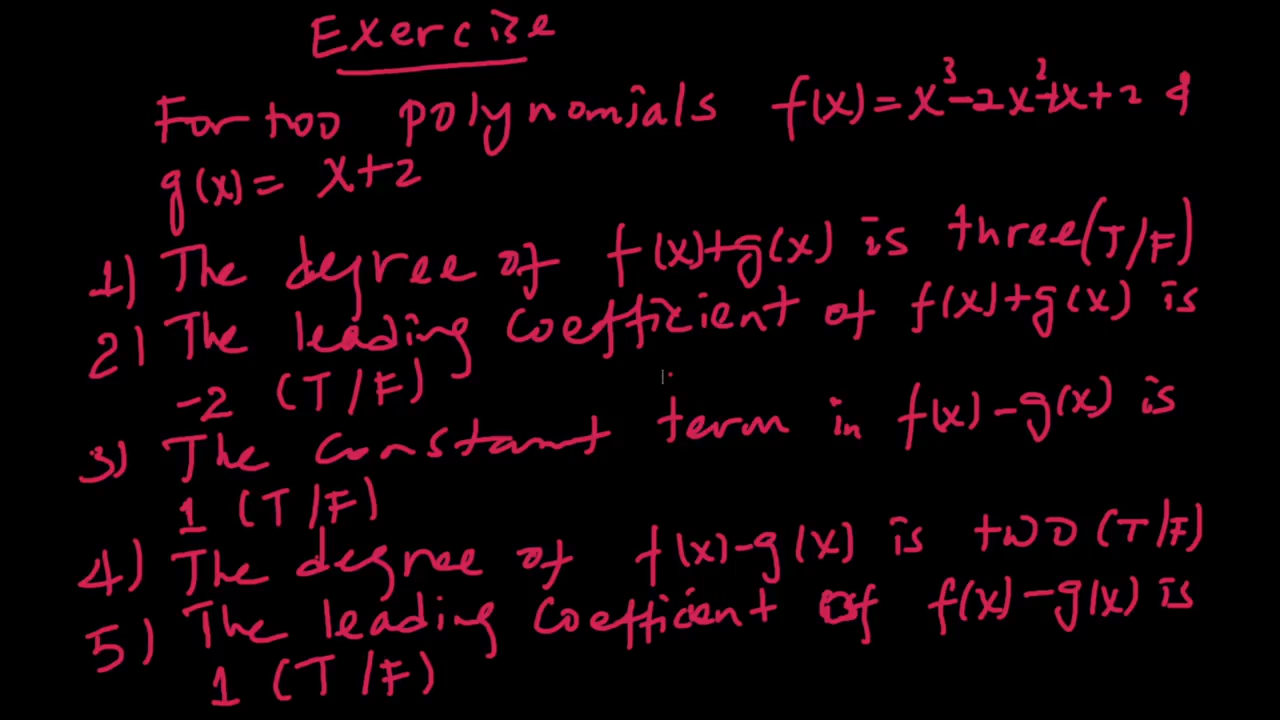 Exercise
For two polynomials f(x) = x³-2x²+x+2 &
g(x) = x+2
1) The degree of f(x)+g(x) is three (T/F)
2) The leading coefficient of f(x)+g(x) is
-2 (T/F)
3) The constant term in f(x)-g(x) is
1 (T/F)
4) The degree of f(x)-g(x) is two (T/F)
5) The leading coefficient of f(x)-g(x) is
1 (T/F)